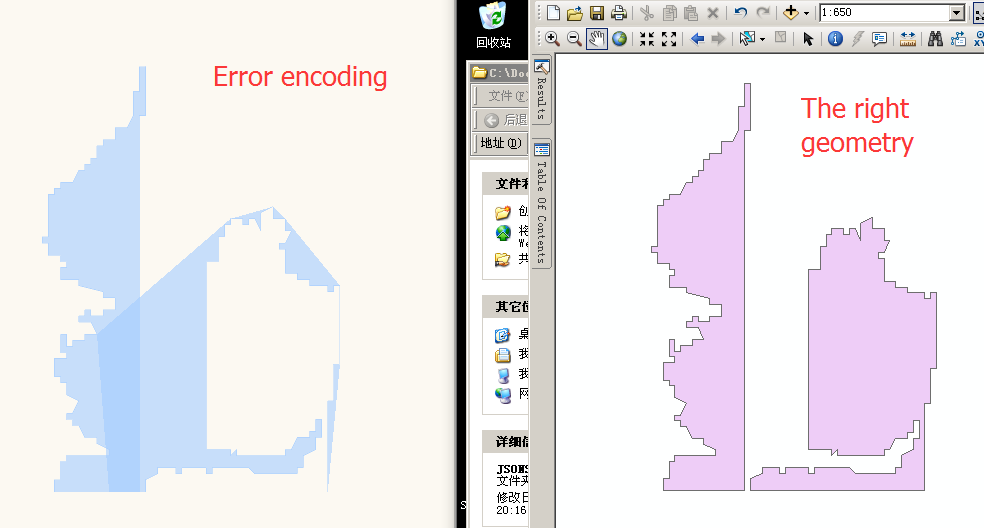 Error encoding
回收站
C:\Doc
文件(F)
后退
地址(D)
文件和
创
将
We
共
其它位
桌
我
我
网
详细信
文件夹
修改日
20:16
S
1:650
Results
Table Of Contents
The right
geometry